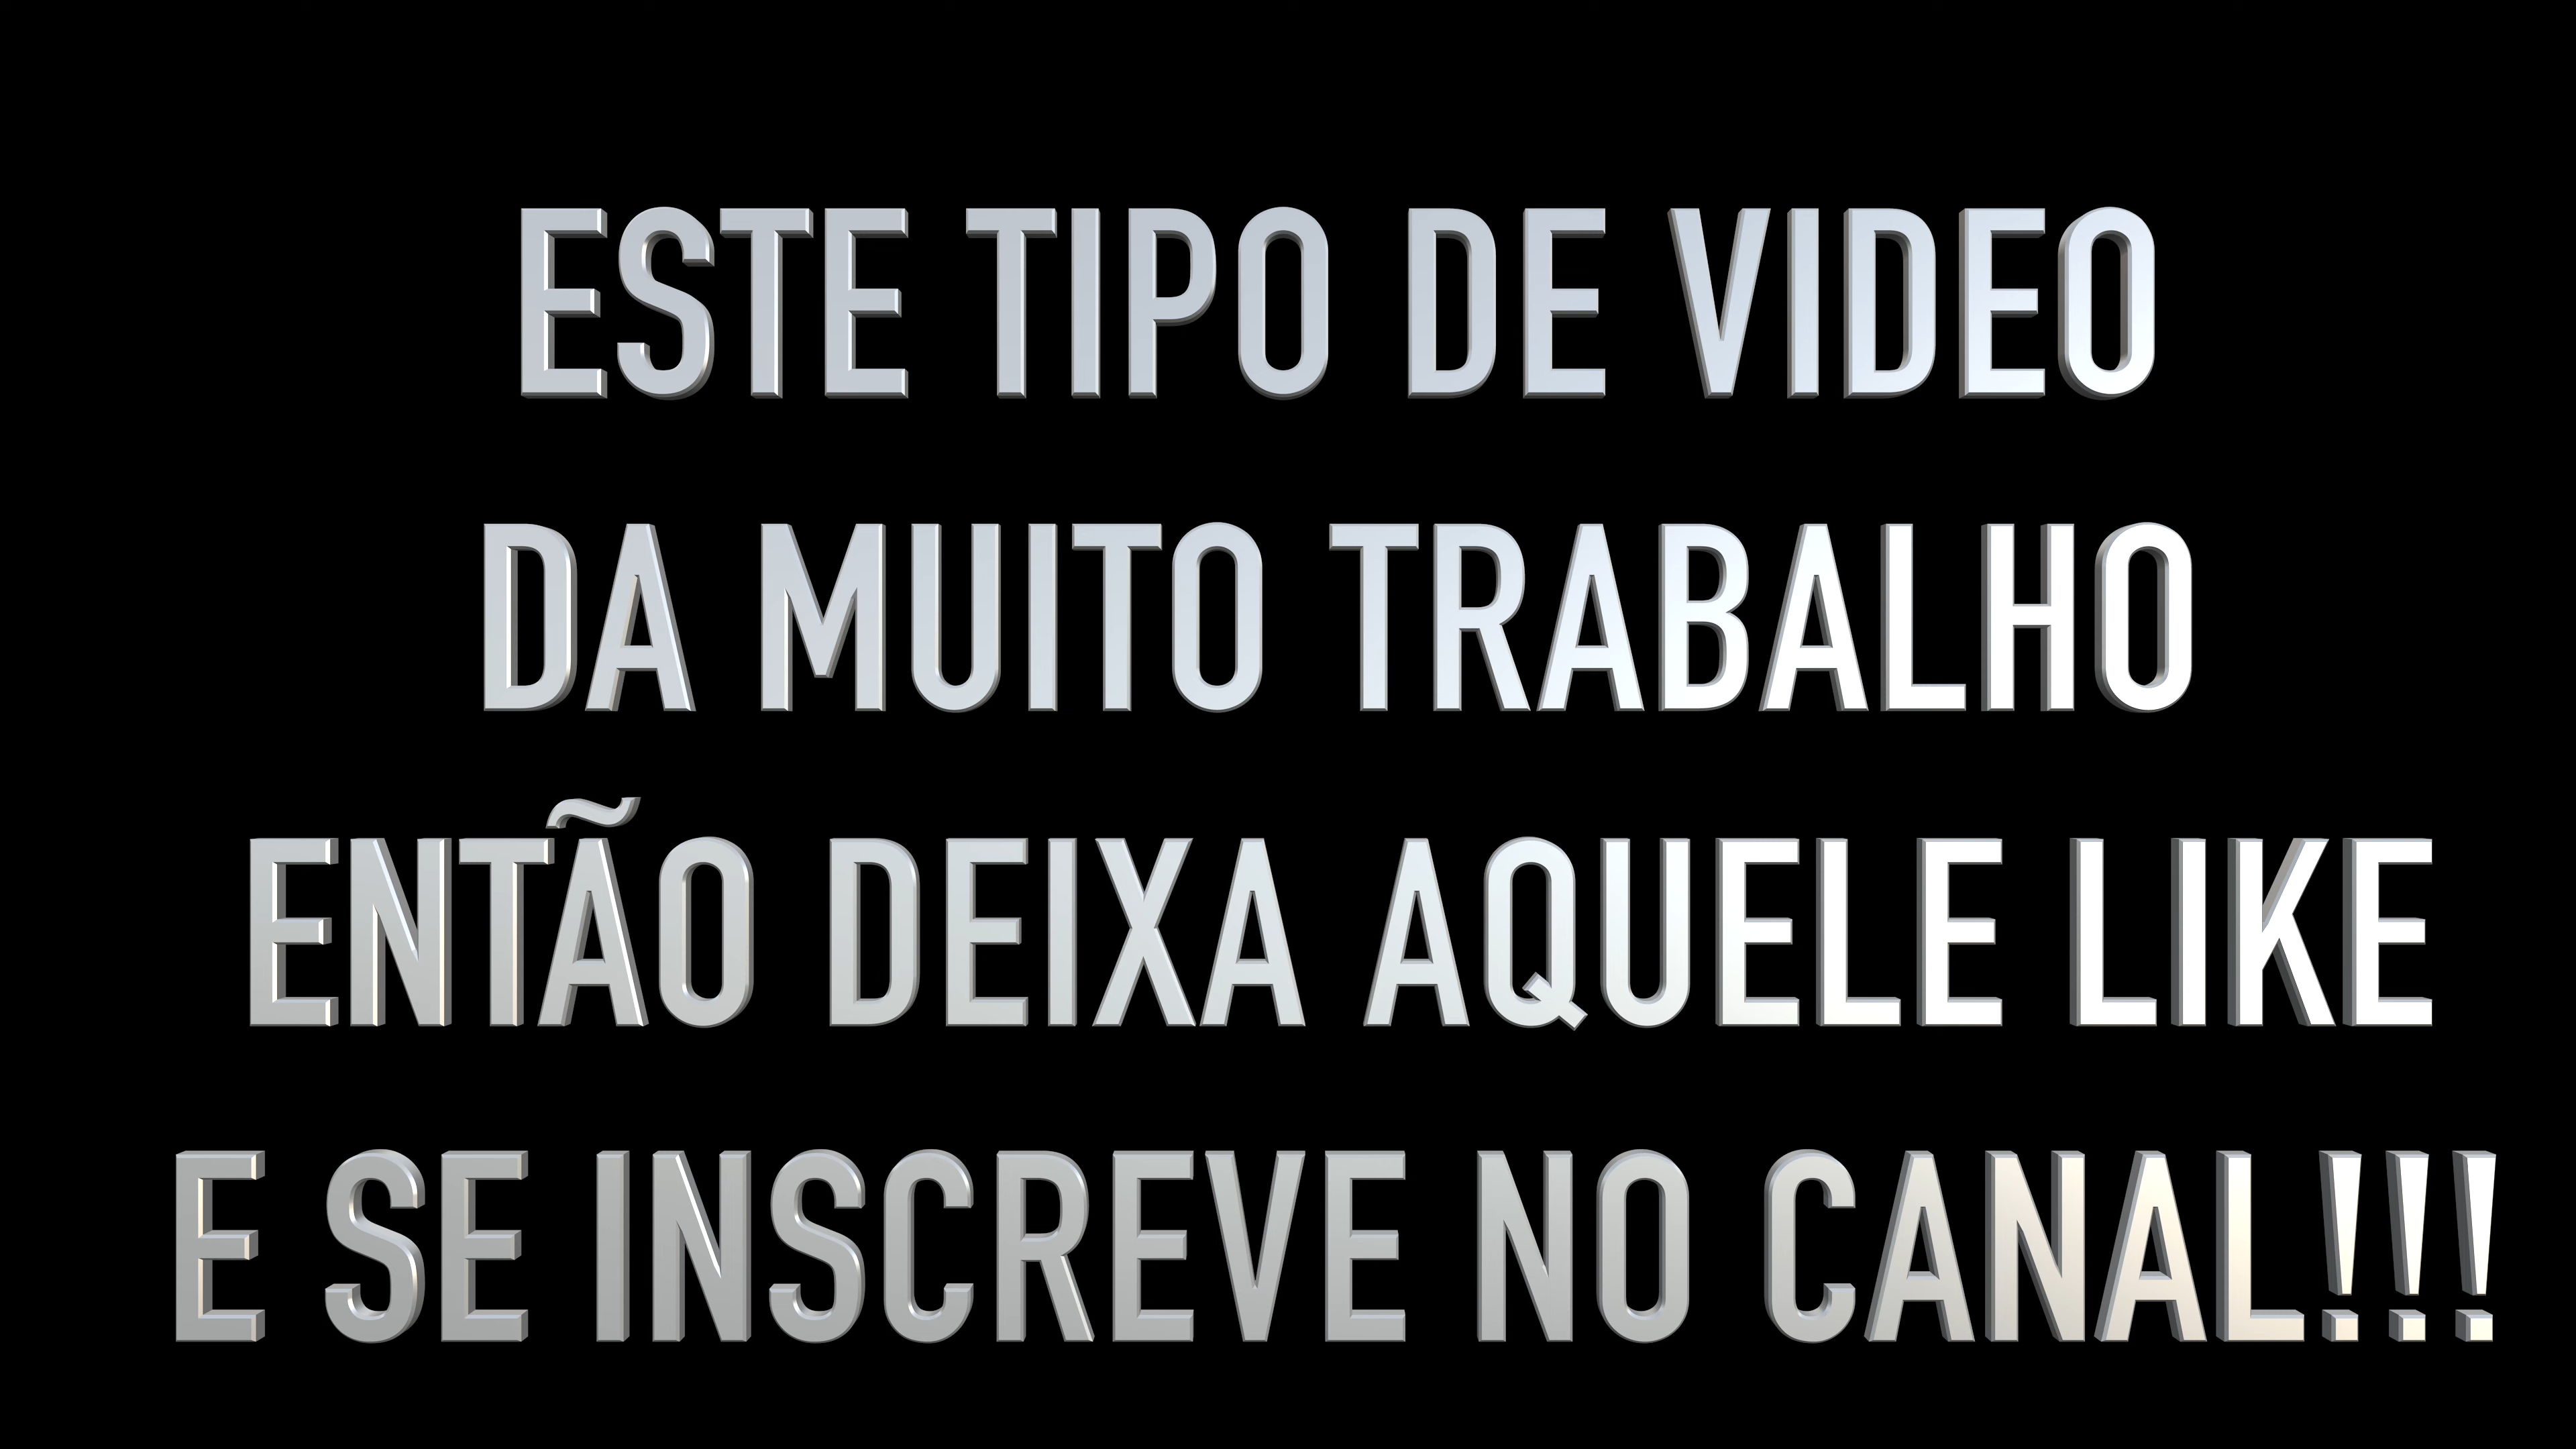 ESTE TIPO DE VIDEO
DA MUITO TRABALHO
ENTÃO DEIXA AQUELE LIKE
E SE INSCREVE NO CANAL!!!